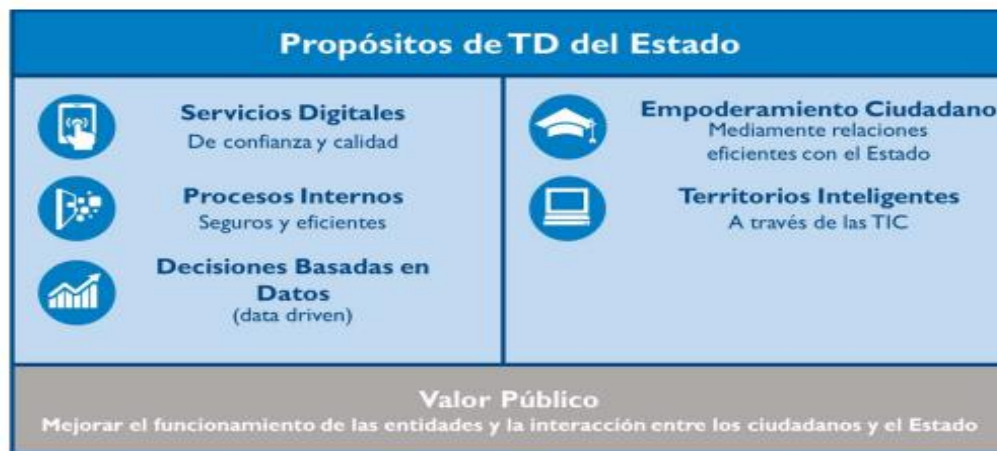 Propósitos de TD del Estado
Servicios Digitales
De confianza y calidad
Procesos Internos
Seguros y eficientes
Decisiones Basadas en
Datos
(data driven)
Empoderamiento Ciudadano
Mediamente relaciones
eficientes con el Estado
Territorios Inteligentes
A través de las TIC
Valor Público
Mejorar el funcionamiento de las entidades y la interacción entre los ciudadanos y el Estado